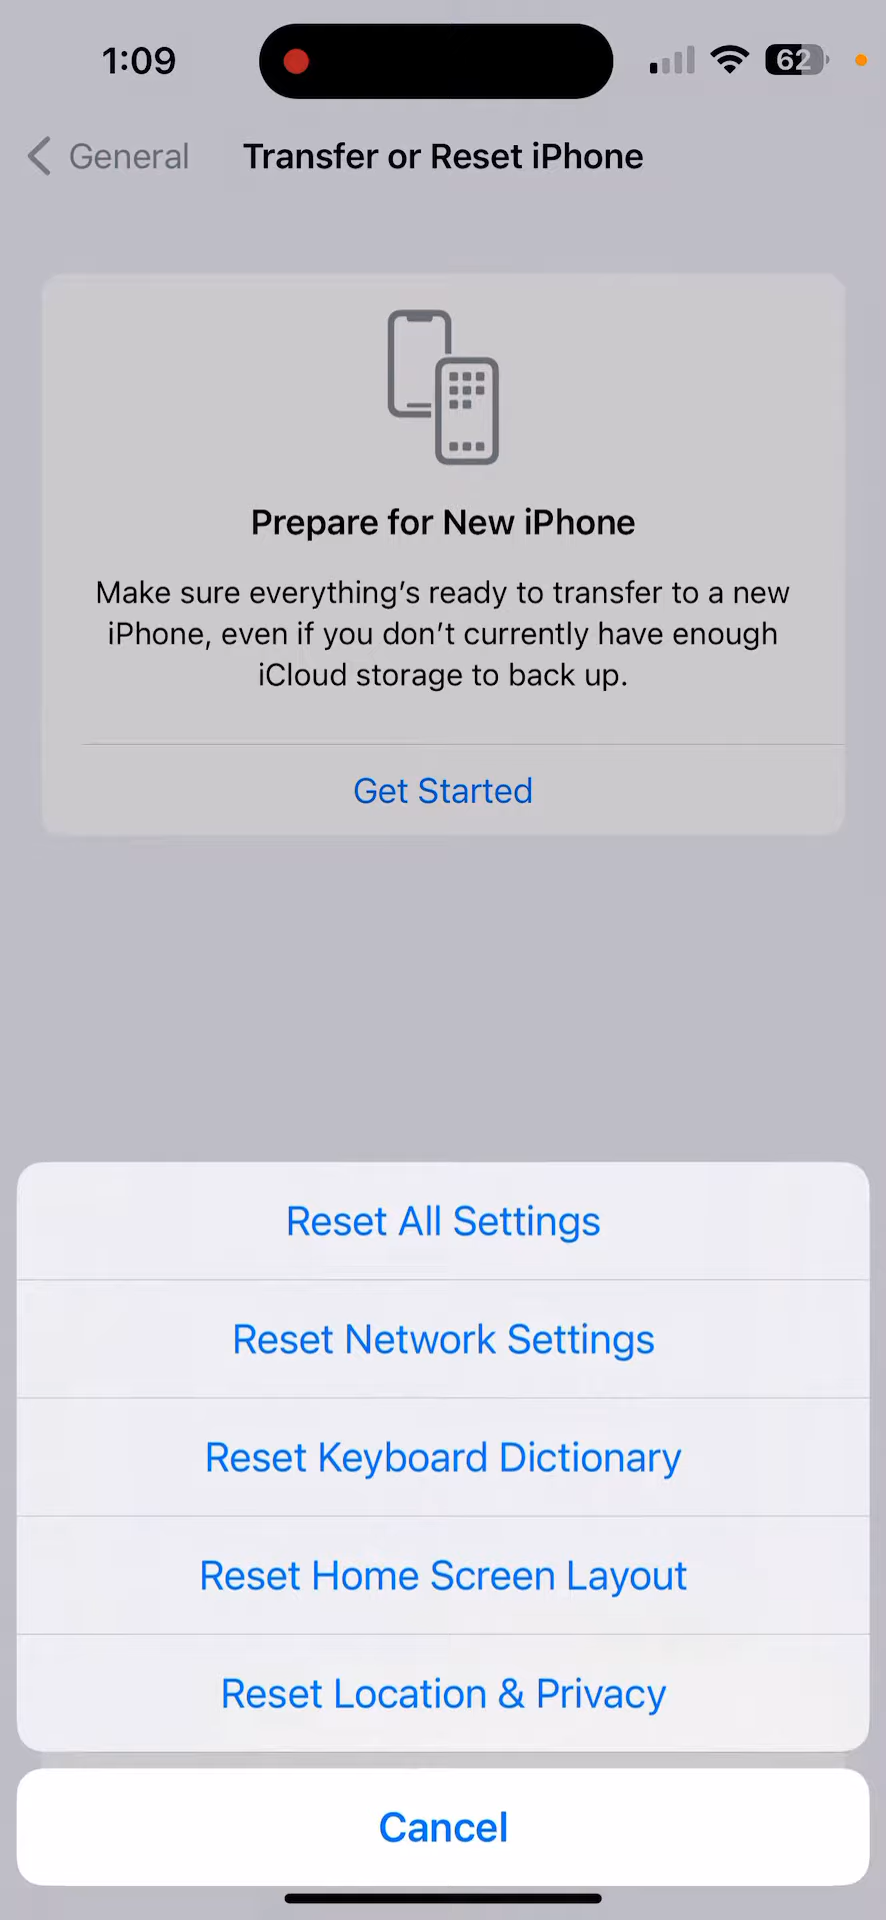 1:09
62
General
Transfer or Reset iPhone
Prepare for New iPhone
Make sure everything’s ready to transfer to a new
iPhone, even if you don’t currently have enough
iCloud storage to back up.
Get Started
Reset All Settings
Reset Network Settings
Reset Keyboard Dictionary
Reset Home Screen Layout
Reset Location & Privacy
Cancel